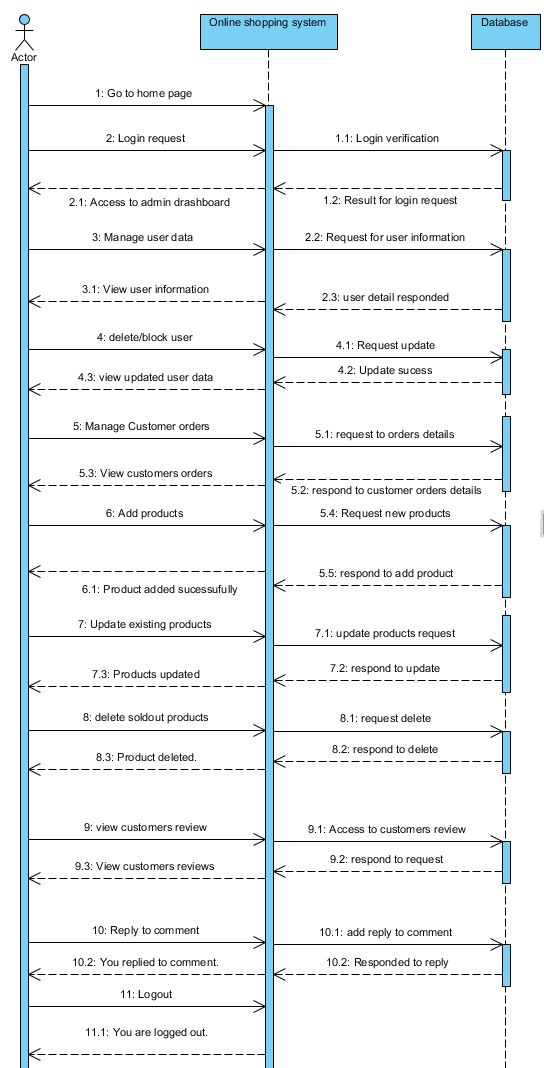 Online shopping system
Database
Actor
1: Go to home page
2: Login request
1.1: Login verification
2.1: Access to admin drashboard
1.2: Result for login request
3: Manage user data
2.2: Request for user information
3.1: View user information
2.3: user detail responded
4: delete/block user
4.1: Request update
4.3: view updated user data
4.2: Update sucess
5: Manage Customer orders
5.1: request to orders details
5.3: View customers orders
5.2: respond to customer orders details
6: Add products
5.4: Request new products
6.1: Product added sucessufully
5.5: respond to add product
7: Update existing products
7.1: update products request
7.3: Products updated
7.2: respond to update
8: delete soldout products
8.1: request delete
8.3: Product deleted.
8.2: respond to delete
9: view customers review
9.1: Access to customers review
9.3: View customers reviews
9.2: respond to request
10: Reply to comment
10.1: add reply to comment
10.2: You replied to comment.
10.2: Responded to reply
11: Logout
11.1: You are logged out.